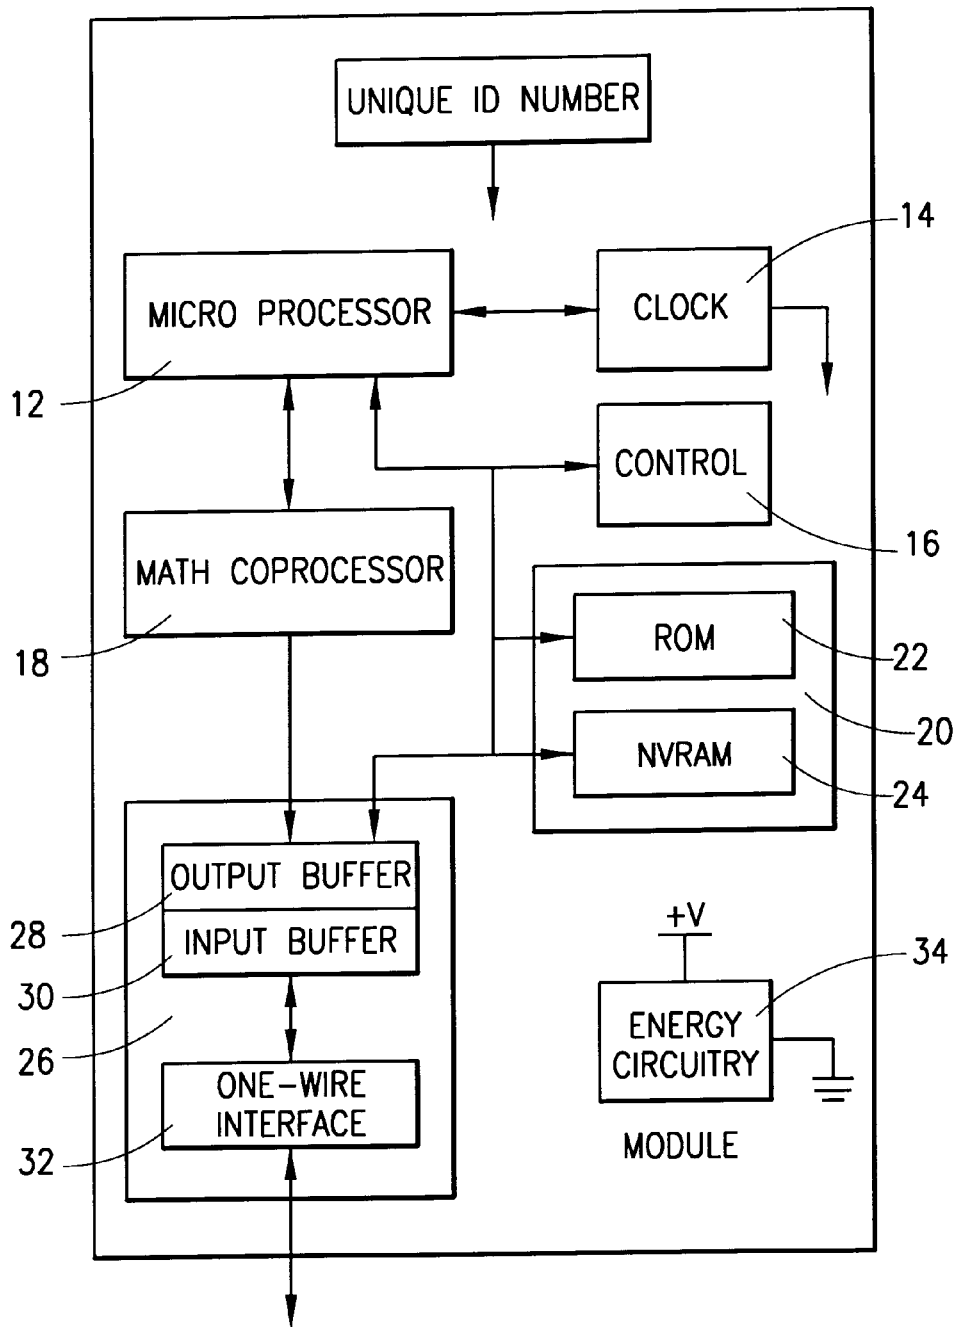 UNIQUE ID NUMBER
14
MICRO PROCESSOR
CLOCK
12
CONTROL
16
MATH COPROCESSOR
18
ROM
22
20
NVRAM
24
OUTPUT BUFFER
28
INPUT BUFFER
30
+V
34
26
ENERGY
CIRCUITRY
ONE-WIRE
INTERFACE
32
MODULE